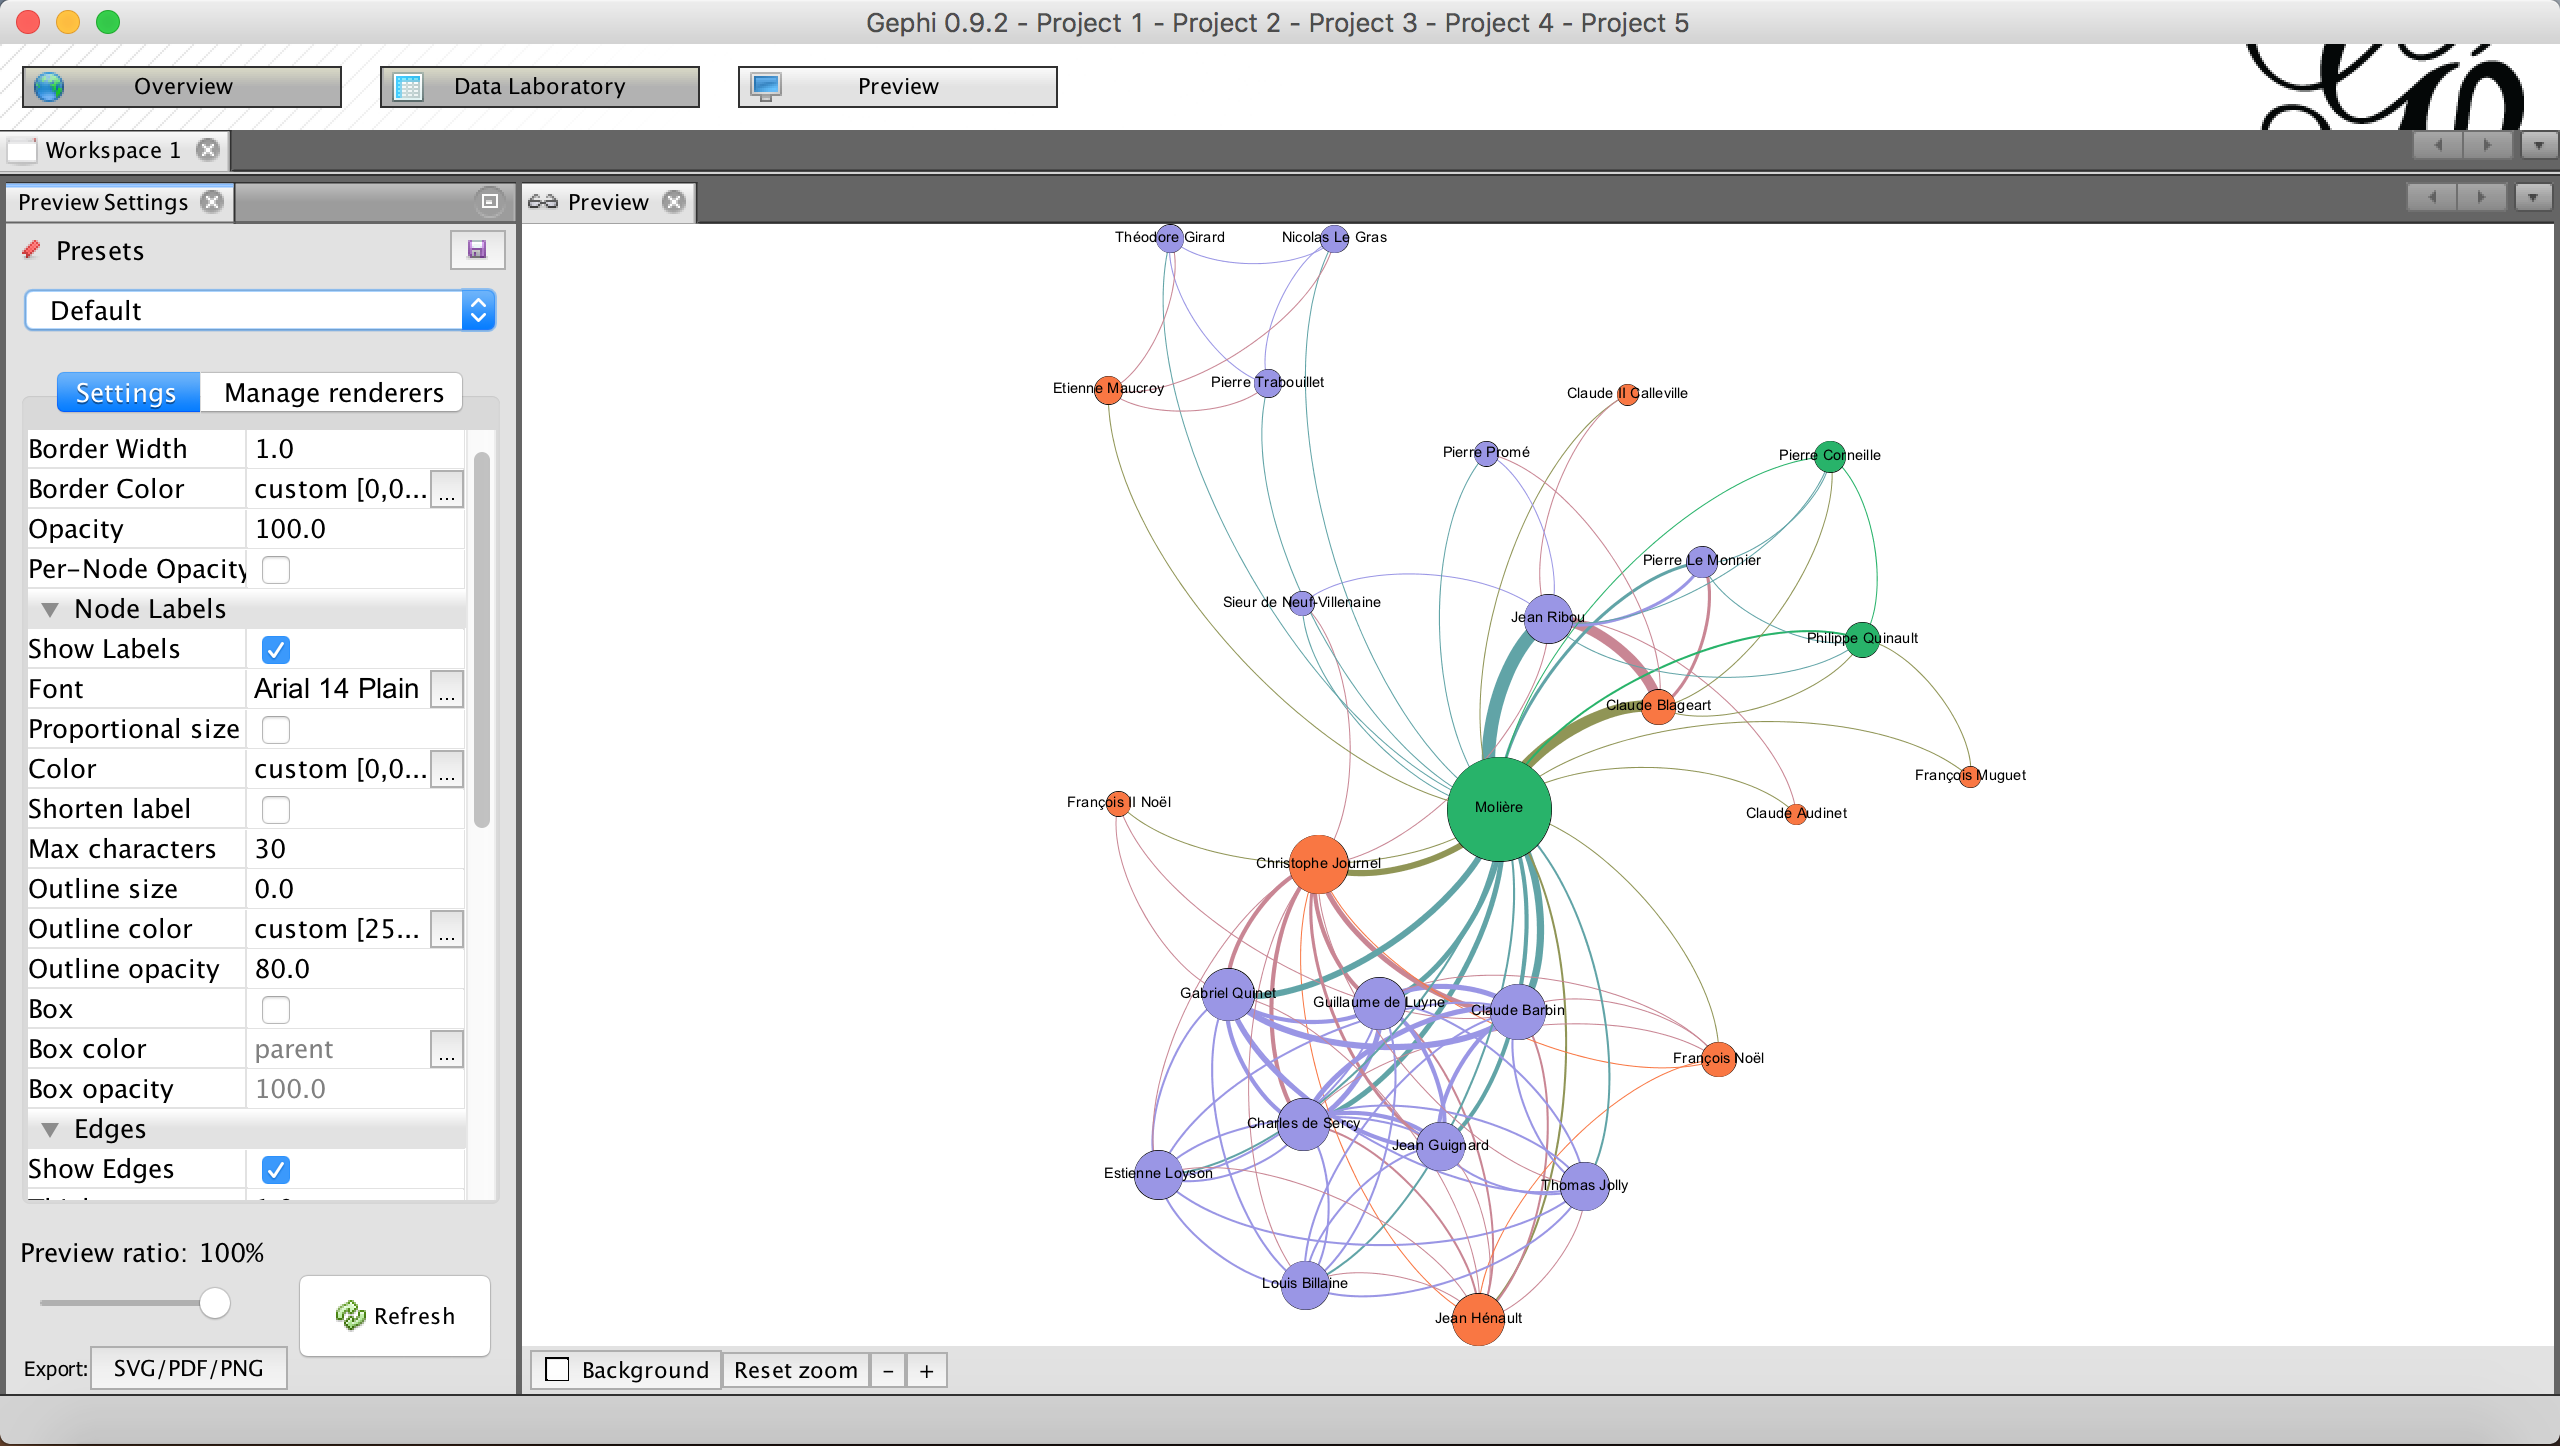 Gephi 0.9.2 - Project 1 - Project 2 - Project 3 - Project 4 - Project 5
Overview
Data Laboratory
Preview
Workspace 1
Preview Settings
Preview
Presets
Default
Settings
Manage renderers
Border Width 1.0
Border Color custom [0,0... ...
Opacity 100.0
Per-Node Opacity
Node Labels
Show Labels
Font Arial 14 Plain ...
Proportional size
Color custom [0,0... ...
Shorten label
Max characters 30
Outline size 0.0
Outline color custom [25... ...
Outline opacity 80.0
Box
Box color parent ...
Box opacity 100.0
Edges
Show Edges
Preview ratio: 100%
Refresh
Export: SVG/PDF/PNG
Théodore Girard
Nicolas Le Gras
Etienne Maucroy
Pierre Trabouillet
Claude II Calleville
Pierre Promé
Pierre Corneille
Pierre Le Monnier
Sieur de Neuf-Villenaine
Jean Ribou
Philippe Quinault
Claude Blageart
François Muguet
François II Noël
Molière
Claude Audinet
Christophe Journel
Gabriel Quinet
Guillaume de Luyne
Claude Barbin
François Noël
Charles de Sercy
Jean Guignard
Estienne Loyson
Thomas Jolly
Louis Billaine
Jean Hénault
Background
Reset zoom
-
+